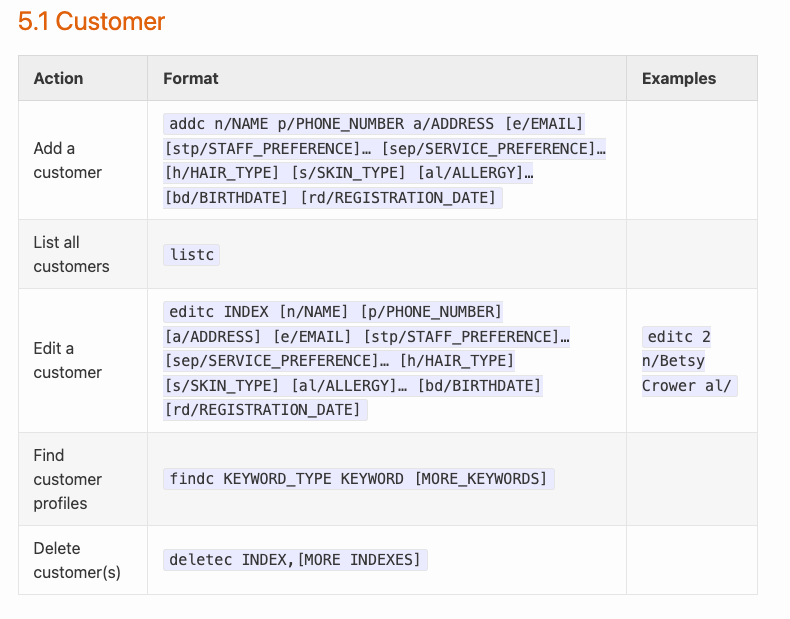 5.1 Customer
Action Format Examples
Add a
customer
addc n/NAME p/PHONE_NUMBER a/ADDRESS [e/EMAIL]
[stp/STAFF_PREFERENCE]… [sep/SERVICE_PREFERENCE]…
[h/HAIR_TYPE] [s/SKIN_TYPE] [al/ALLERGY]…
[bd/BIRTHDATE] [rd/REGISTRATION_DATE]
List all
customers
listc
Edit a
customer
editc INDEX [n/NAME] [p/PHONE_NUMBER]
[a/ADDRESS] [e/EMAIL] [stp/STAFF_PREFERENCE]…
[sep/SERVICE_PREFERENCE]… [h/HAIR_TYPE]
[s/SKIN_TYPE] [al/ALLERGY]… [bd/BIRTHDATE]
[rd/REGISTRATION_DATE]
editc 2
n/Betsy
Crower al/
Find
customer
profiles
findc KEYWORD_TYPE KEYWORD [MORE_KEYWORDS]
Delete
customer(s)
deletec INDEX,[MORE INDEXES]